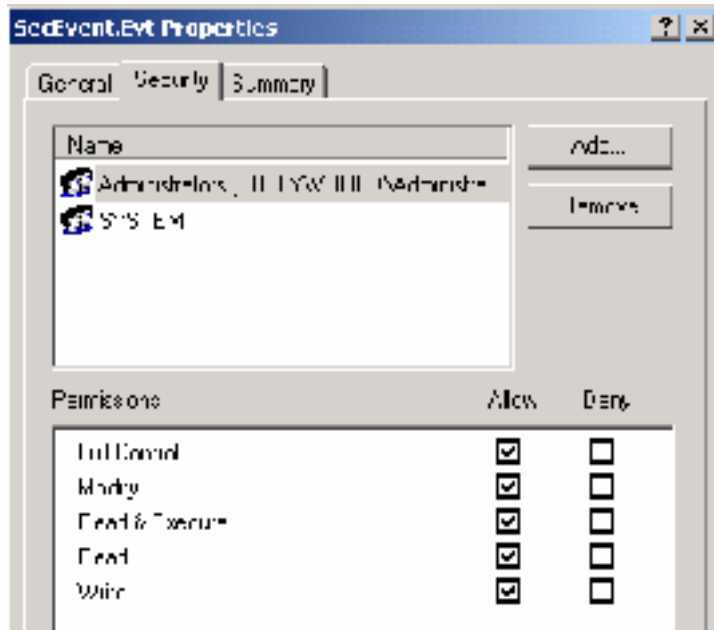 SecEvent.Evt Properties
General Security Summary
Name
Add...
Administrators
SYSTEM
Remove
Permissions Allow Deny
Full Control
Modify
Read & Execute
Read
Write